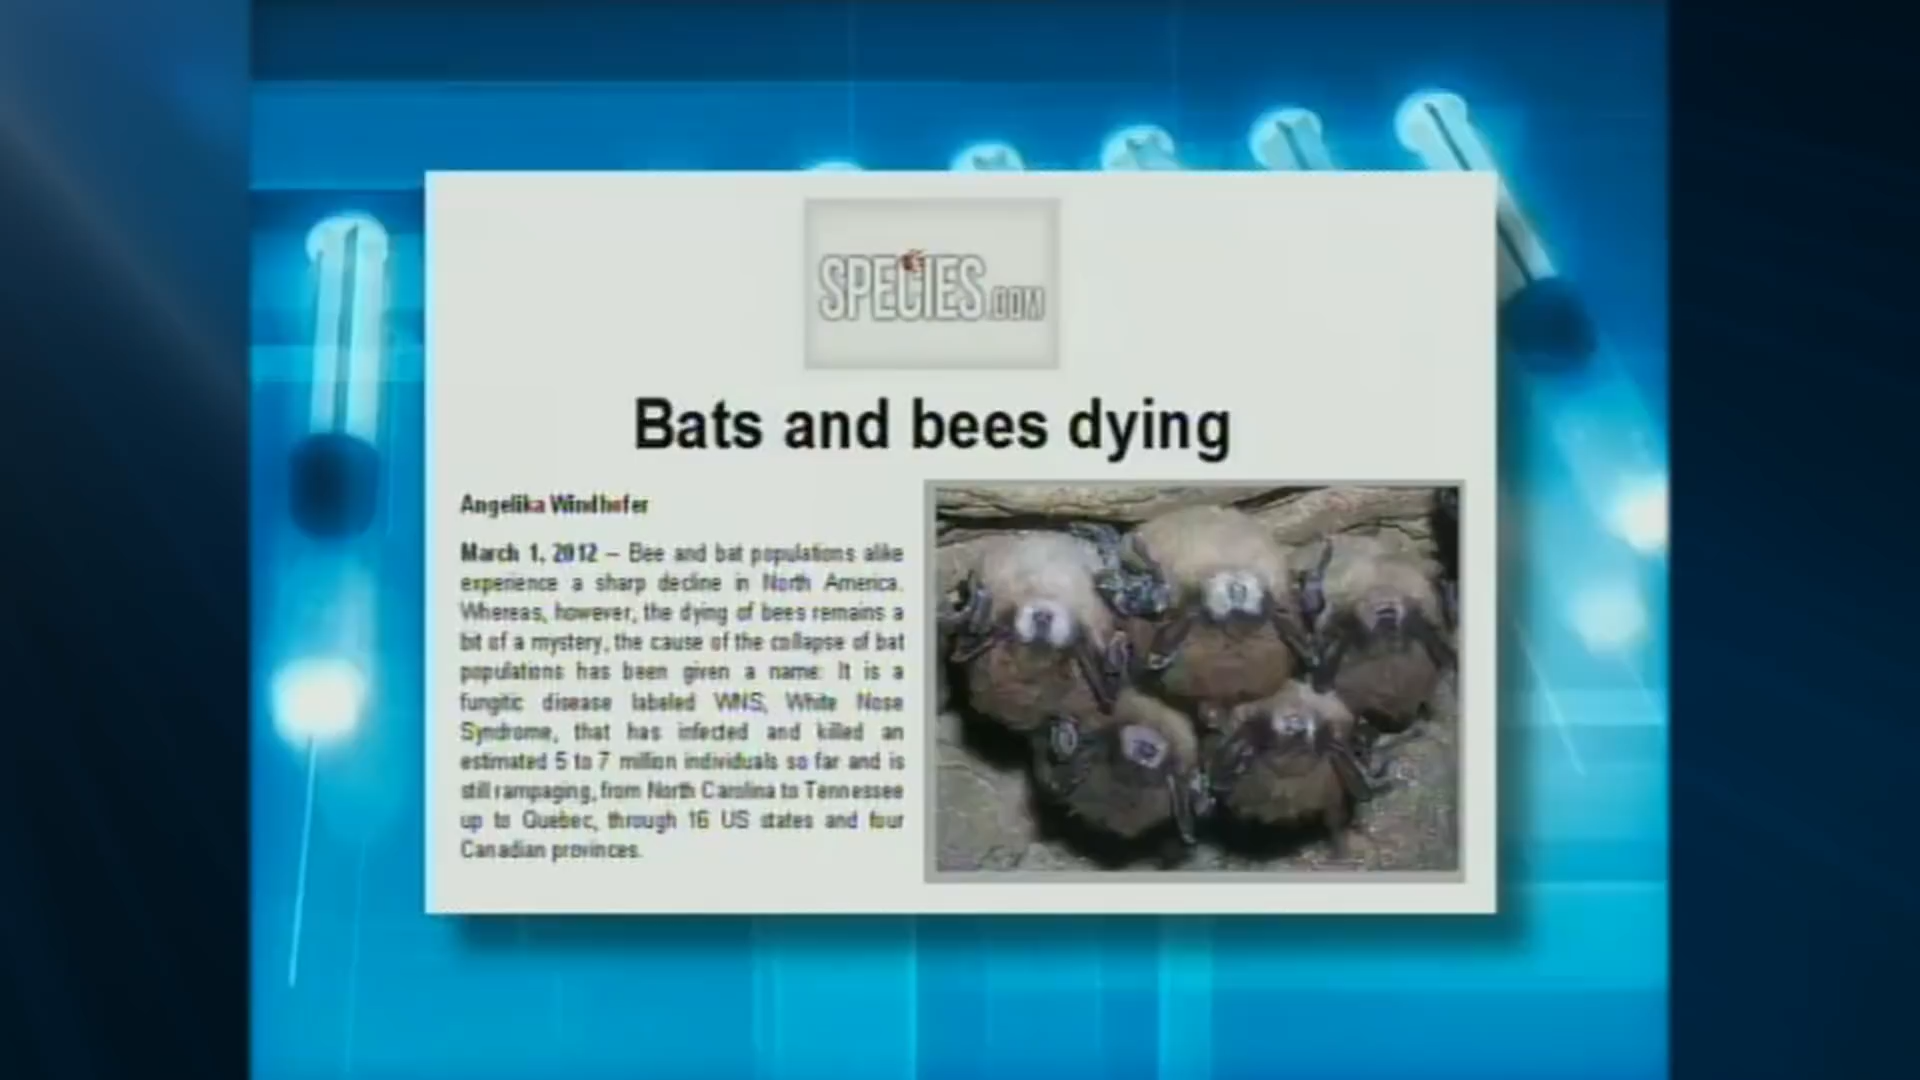 SPECIES.COM
Bats and bees dying
Angelika Windhofer
March 1, 2012 – Bee and bat populations alike
experience a sharp decline in North America.
Whereas, however, the dying of bees remains a
bit of a mystery, the cause of the collapse of bat
populations has been given a name: It is a
fungitic disease labeled WNS, White Nose
Syndrome, that has infected and killed an
estimated 5 to 7 million individuals so far and is
still rampaging, from North Carolina to Tennessee
up to Quebec, through 16 US states and four
Canadian provinces.